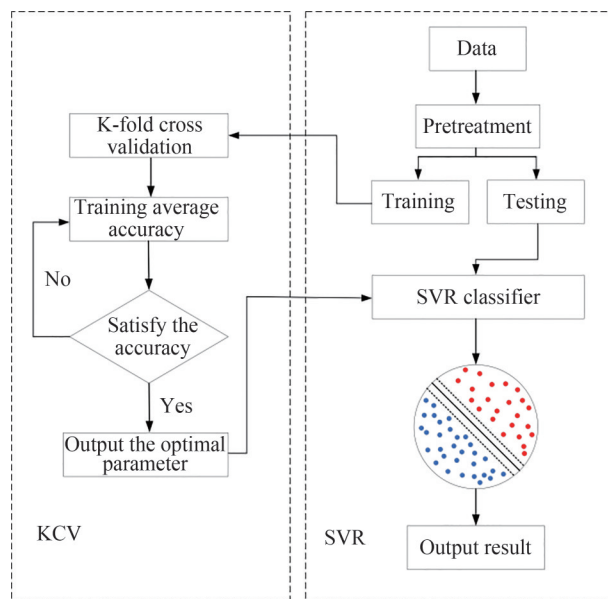 K-fold cross
validation
Training average
accuracy
No
Satisfy the
accuracy
Yes
Output the optimal
parameter
KCV
Data
Pretreatment
Training
Testing
SVR classifier
Output result
SVR